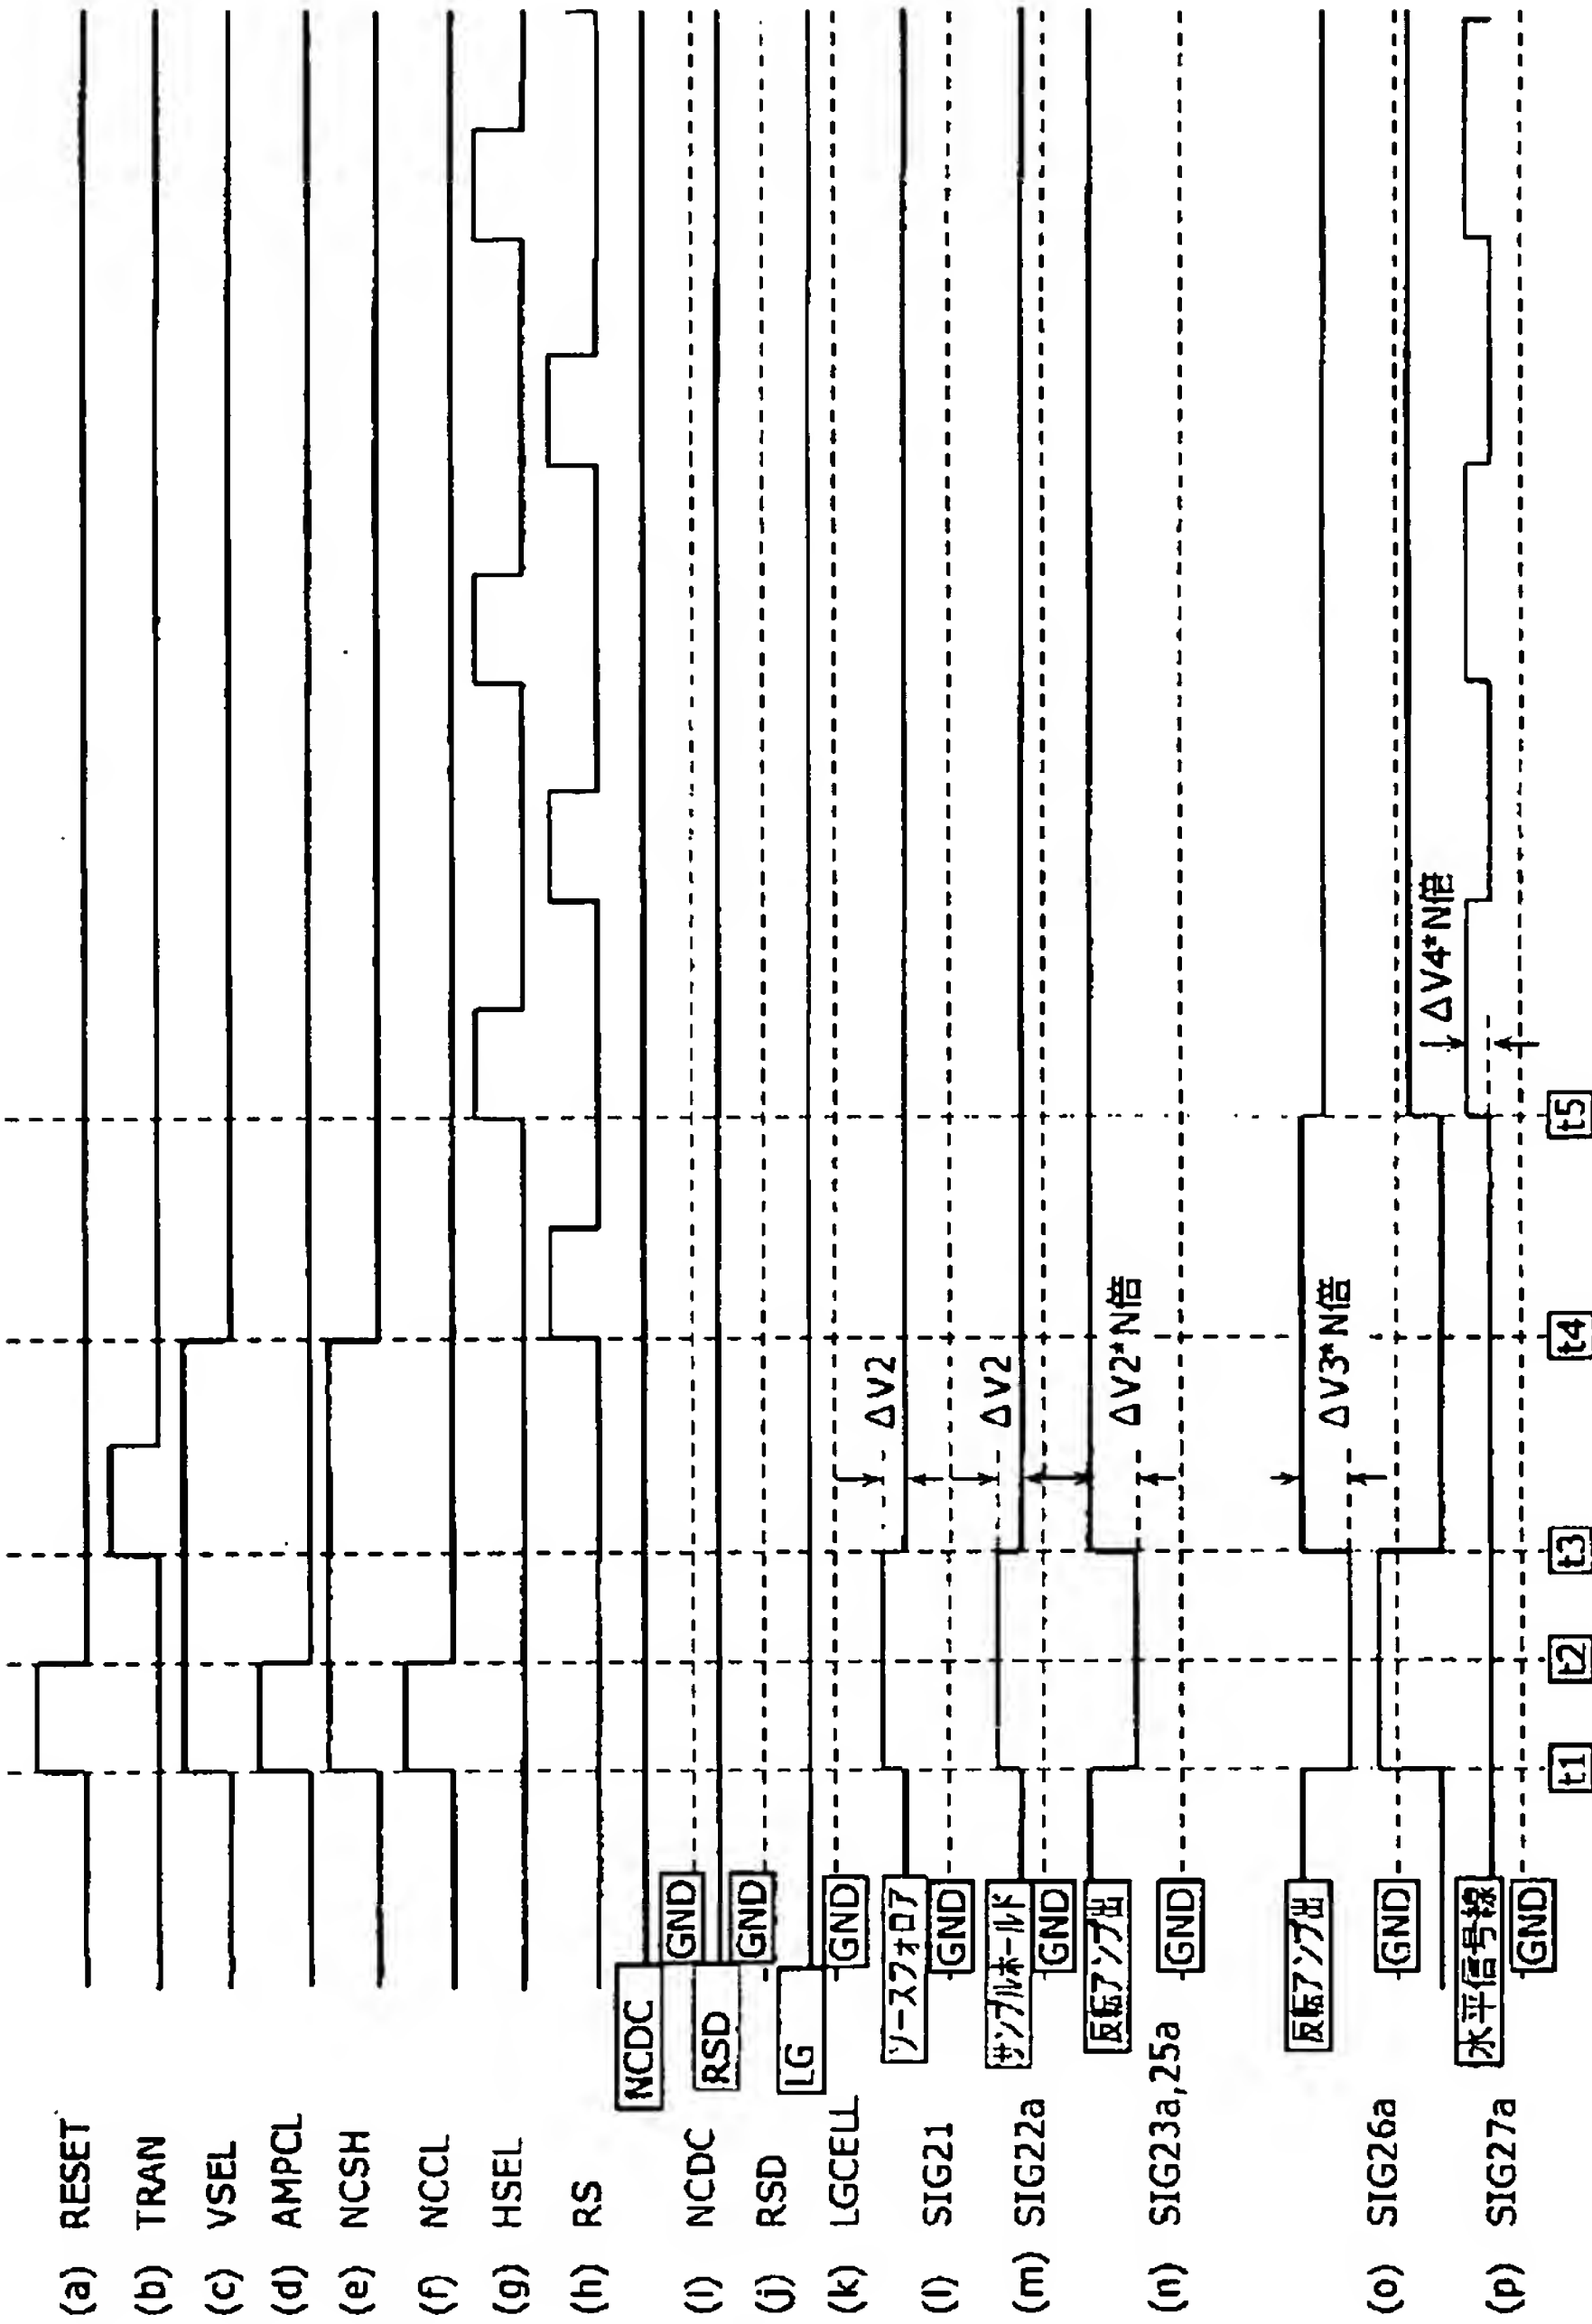 (a) RESET
(b) TRAN
(c) VSEL
(d) AMPCL
(e) NCSH
(f) NCCL
(g) HSEL
(h) RS
NCDC
(i) NCDC
GND
RSD
(j) RSD
GND
LG
(k) LGCELL
GND
ソースフォロア
ΔV2
(l) SIG21
GND
サンプルホールド
ΔV2
(m) SIG22a
GND
反転アンプ出
ΔV2*N倍
(n) SIG23a,25a
GND
反転アンプ出
ΔV3*N倍
(o) SIG26a
GND
水平信号線
ΔV4*N倍
(p) SIG27a
GND
t1 t2 t3 t4 t5